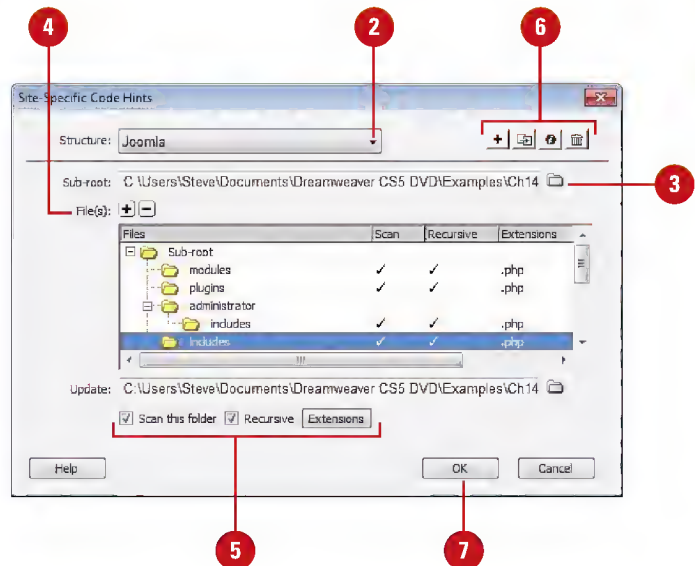 4 2 6
Site-Specific Code Hints
Structure: Joomla
Sub-root: C:\Users\Steve\Documents\Dreamweaver CS5 DVD\Examples\Ch14
3
File(s):
Files Scan Recursive Extensions
Sub-root
modules ✓ ✓ .php
plugins ✓ ✓ .php
administrator
includes ✓ ✓ .php
includes ✓ ✓ .php
Update: C:\Users\Steve\Documents\Dreamweaver CS5 DVD\Examples\Ch14
Scan this folder Recursive Extensions
Help OK Cancel
5 7